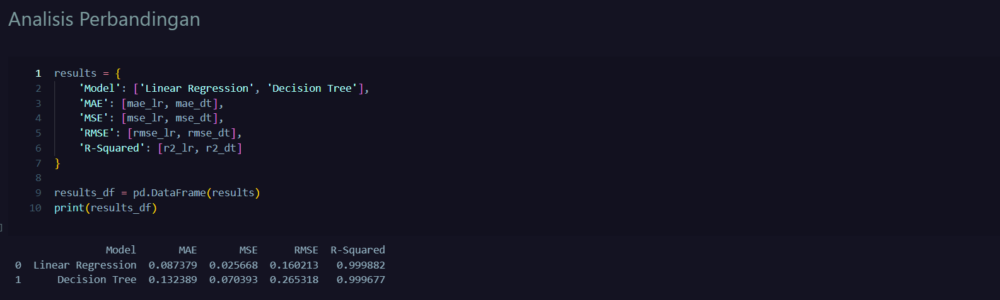 Analisis Perbandingan
1 results = {
2 'Model': ['Linear Regression', 'Decision Tree'],
3 'MAE': [mae_lr, mae_dt],
4 'MSE': [mse_lr, mse_dt],
5 'RMSE': [rmse_lr, rmse_dt],
6 'R-Squared': [r2_lr, r2_dt]
7 }
8
9 results_df = pd.DataFrame(results)
10 print(results_df)
]
Model MAE MSE RMSE R-Squared
0 Linear Regression 0.087379 0.025668 0.160213 0.999882
1 Decision Tree 0.132389 0.070393 0.265318 0.999677